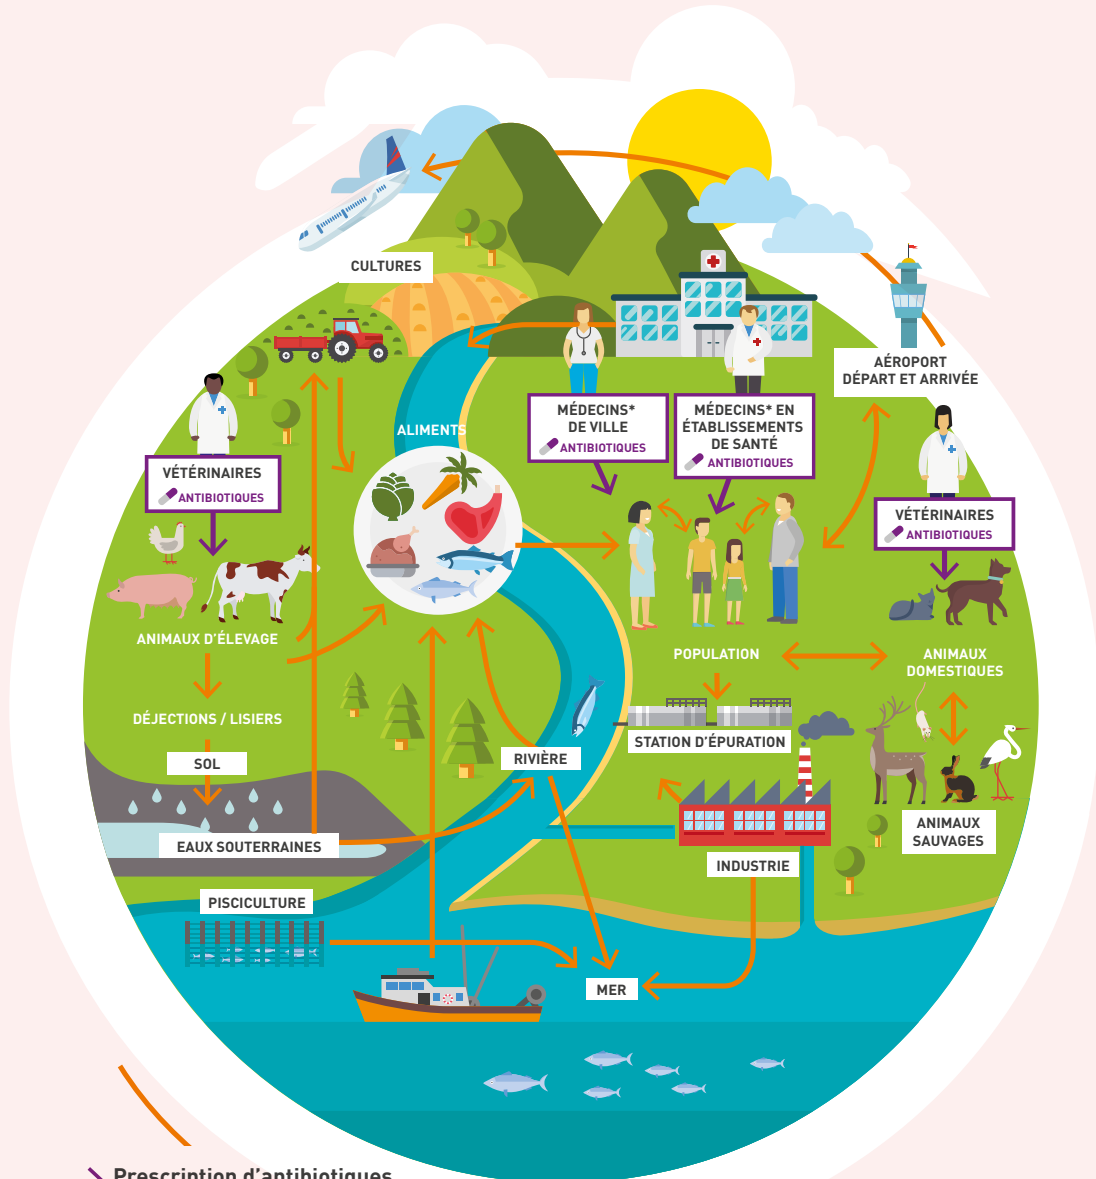 CULTURES
AÉROPORT
DÉPART ET ARRIVÉE
MÉDECINS*
DE VILLE
ANTIBIOTIQUES
MÉDECINS* EN
ÉTABLISSEMENTS
DE SANTÉ
ANTIBIOTIQUES
ALIMENTS
VÉTÉRINAIRES
ANTIBIOTIQUES
VÉTÉRINAIRES
ANTIBIOTIQUES
ANIMAUX D'ÉLEVAGE
POPULATION
ANIMAUX
DOMESTIQUES
DÉJECTIONS / LISIERS
STATION D'ÉPURATION
RIVIÈRE
SOL
ANIMAUX
SAUVAGES
EAUX SOUTERRAINES
INDUSTRIE
PISCICULTURE
MER
Prescription d'antibiotiques